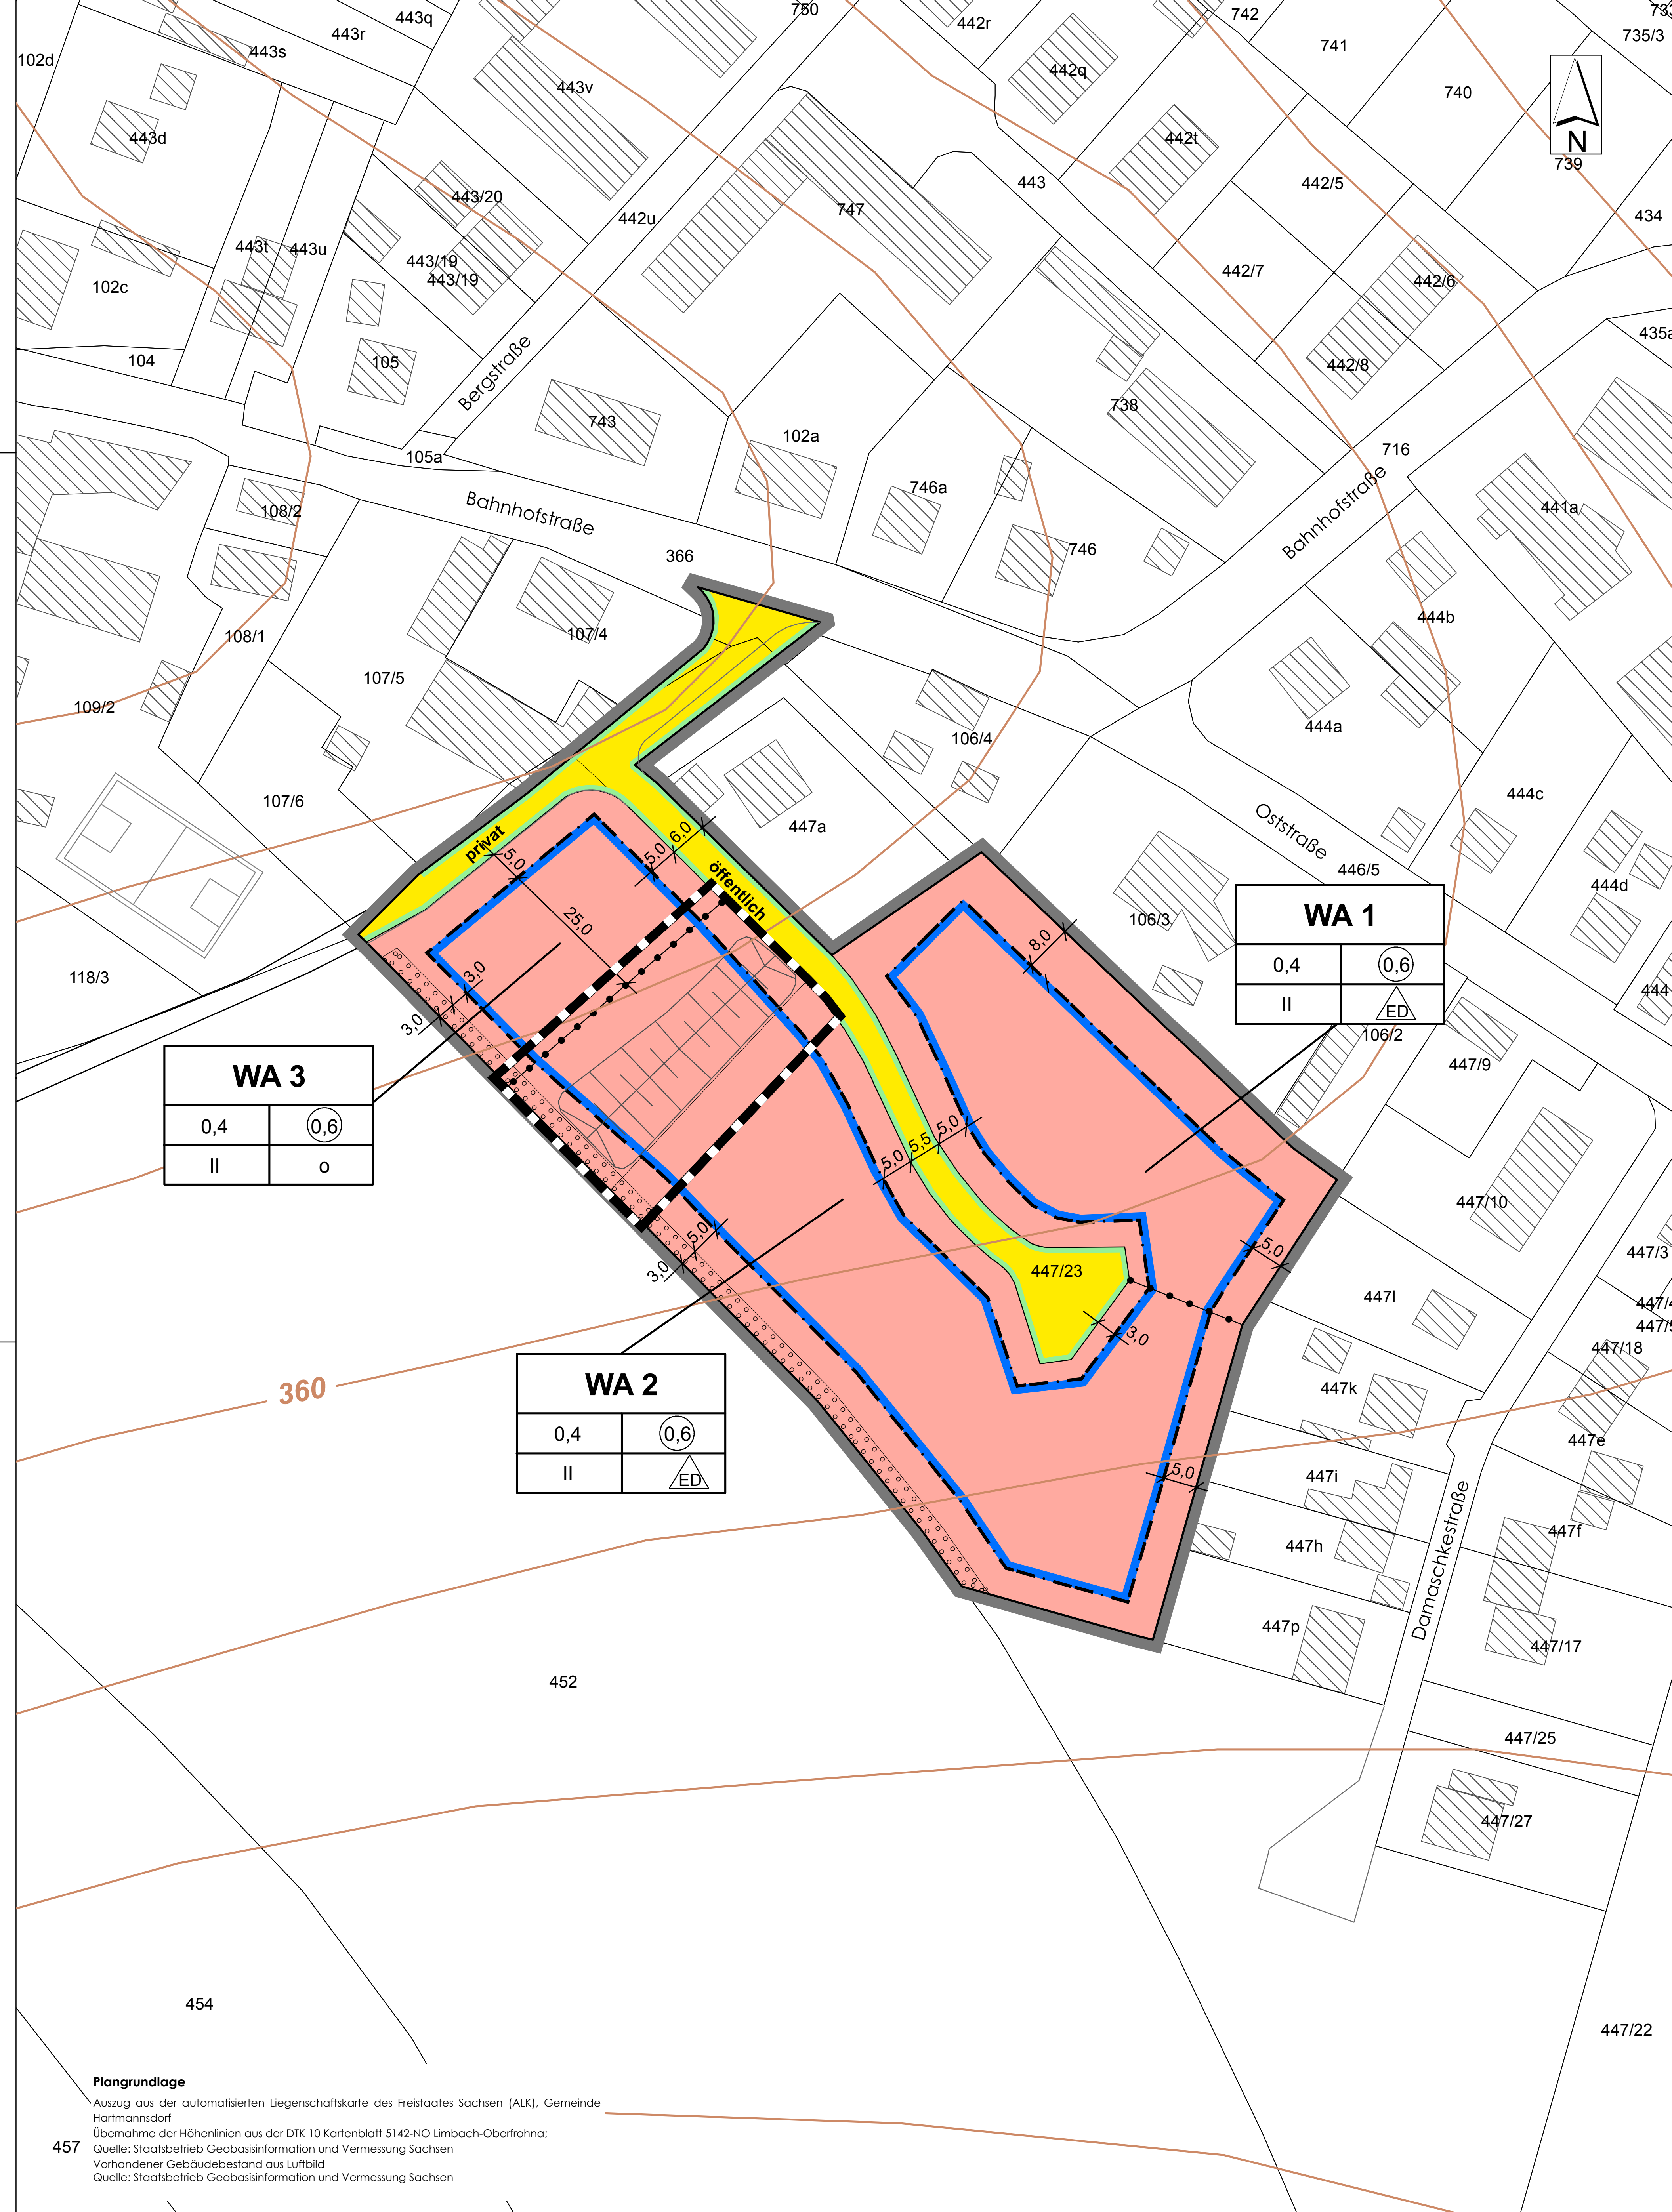 750
443q
442r
742
733
443r
735/3
443s
741
102d
442q
443v
740
N
443d
442t
739
443
442/5
443/20
747
434
442u
443t
443u
443/19
443/19
442/7
442/6
102c
435a
104
105
442/8
Bergstraße
738
743
102a
716
105a
746a
Bahnhofstraße
441a
108/2
Bahnhofstraße
366
746
444b
108/1
107/4
107/5
109/2
444a
106/4
107/6
444c
447a
Oststraße
privat
5,0
5,0
6,0
446/5
öffentlich
444d
25,0
106/3
WA 1
8,0
0,4
0,6
118/3
3,0
444
II
ED
3,0
106/2
447/9
WA 3
0,4
0,6
II
o
5,0
5,5
5,0
447/10
5,0
3,0
5,0
447/3
447/23
447l
447/4
447/5
3,0
447/18
WA 2
360
447k
0,4
0,6
447e
II
ED
5,0
447i
447f
447h
Damaschkestraße
447p
447/17
452
447/25
447/27
454
447/22
Plangrundlage
Auszug aus der automatisierten Liegenschaftskarte des Freistaates Sachsen (ALK), Gemeinde
Hartmannsdorf
Übernahme der Höhenlinien aus der DTK 10 Kartenblatt 5142-NO Limbach-Oberfrohna;
457
Quelle: Staatsbetrieb Geobasisinformation und Vermessung Sachsen
Vorhandener Gebäudebestand aus Luftbild
Quelle: Staatsbetrieb Geobasisinformation und Vermessung Sachsen